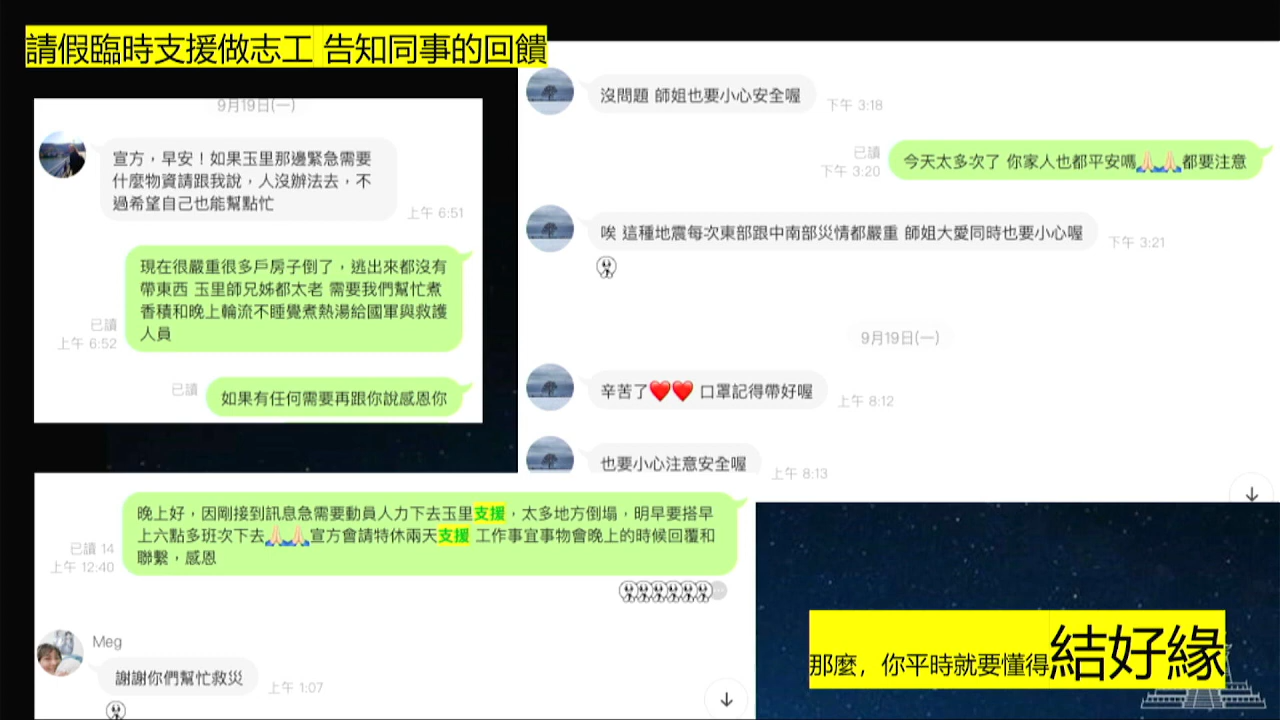 請假臨時支援做志工 告知同事的回饋
9月19日(一)
宣方，早安！如果玉里那邊緊急需要
什麼物資請跟我說，人沒辦法去，不
過希望自己也能幫點忙
上午 6:51
現在很嚴重很多戶房子倒了，逃出來都沒有
帶東西 玉里師兄姊都太老 需要我們幫忙煮
香積和晚上輪流不睡覺煮熱湯給國軍與救護
人員
已讀
上午 6:52
已讀
如果有任何需要再跟你說感恩你
沒問題 師姐也要小心安全喔
下午 3:18
已讀
下午 3:20
今天太多次了 你家人也都平安嗎🙏🏻🙏🏻都要注意
唉 這種地震每次東部跟中南部災情都嚴重 師姐大愛同時也要小心喔
下午 3:21
9月19日(一)
辛苦了❤️❤️ 口罩記得帶好喔
上午 8:12
也要小心注意安全喔
上午 8:13
晚上好，因剛接到訊息急需要動員人力下去玉里支援，太多地方倒塌，明早要搭早
上六點多班次下去🙏🏻🙏🏻宣方會請特休兩天支援 工作事宜事物會晚上的時候回覆和
聯繫，感恩
已讀 14
上午 12:40
Meg
謝謝你們幫忙救災
上午 1:07
那麼，你平時就要懂得結好緣